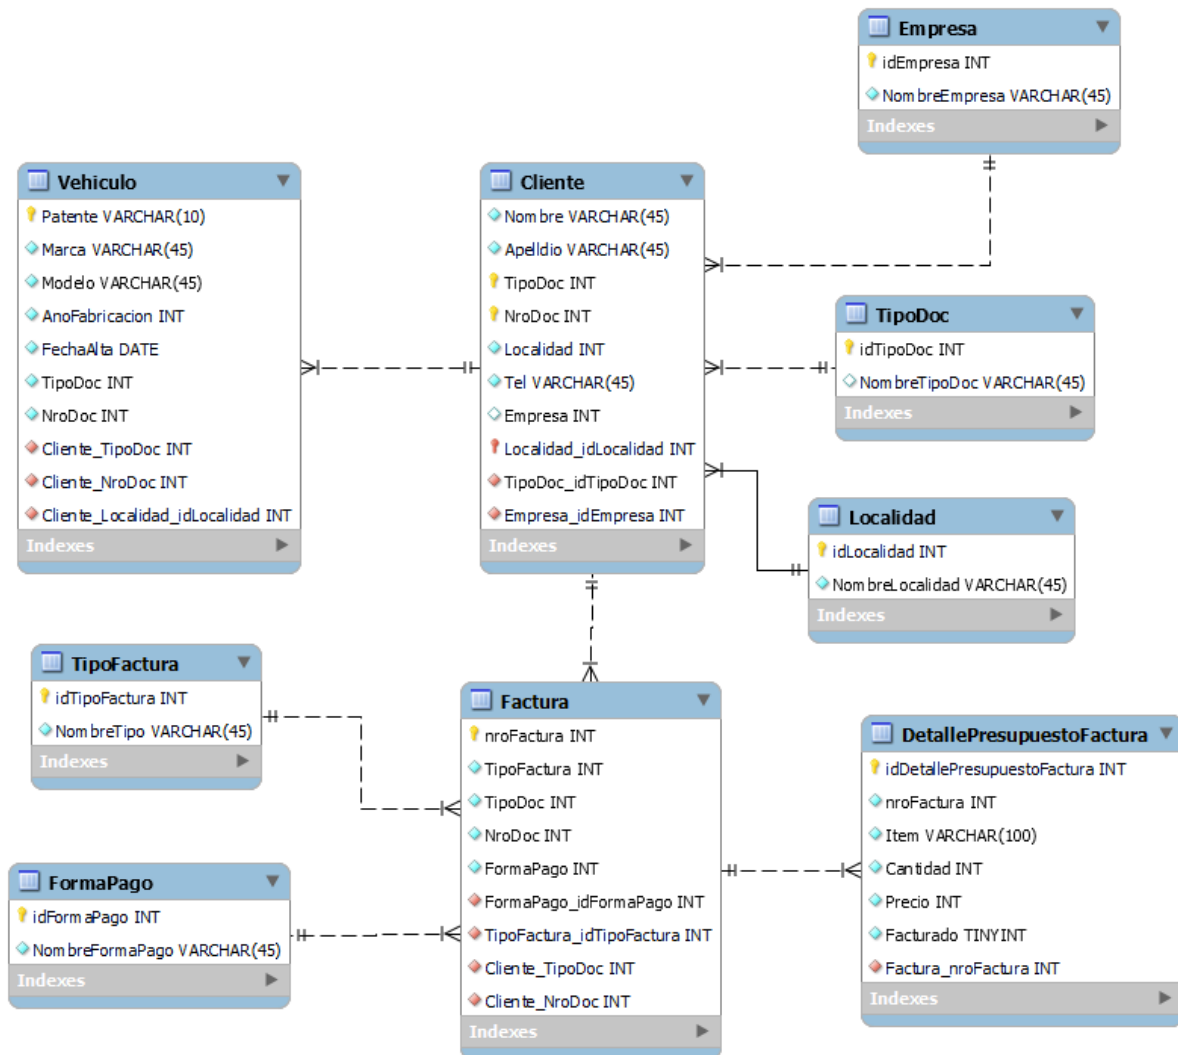 Empresa
idEmpresa INT
NombreEmpresa VARCHAR(45)
Indexes
Vehiculo
Patente VARCHAR(10)
Marca VARCHAR(45)
Modelo VARCHAR(45)
AnoFabricacion INT
FechaAlta DATE
TipoDoc INT
NroDoc INT
Cliente_TipoDoc INT
Cliente_NroDoc INT
Cliente_Localidad_idLocalidad INT
Indexes
Cliente
Nombre VARCHAR(45)
Apelldio VARCHAR(45)
TipoDoc INT
NroDoc INT
Localidad INT
Tel VARCHAR(45)
Empresa INT
Localidad_idLocalidad INT
TipoDoc_idTipoDoc INT
Empresa_idEmpresa INT
Indexes
TipoDoc
idTipoDoc INT
NombreTipoDoc VARCHAR(45)
Indexes
Localidad
idLocalidad INT
NombreLocalidad VARCHAR(45)
Indexes
TipoFactura
idTipoFactura INT
NombreTipo VARCHAR(45)
Indexes
FormaPago
idFormaPago INT
NombreFormaPago VARCHAR(45)
Indexes
Factura
nroFactura INT
TipoFactura INT
TipoDoc INT
NroDoc INT
FormaPago INT
FormaPago_idFormaPago INT
TipoFactura_idTipoFactura INT
Cliente_TipoDoc INT
Cliente_NroDoc INT
Indexes
DetallePresupuestoFactura
idDetallePresupuestoFactura INT
nroFactura INT
Item VARCHAR(100)
Cantidad INT
Precio INT
Facturado TINYINT
Factura_nroFactura INT
Indexes